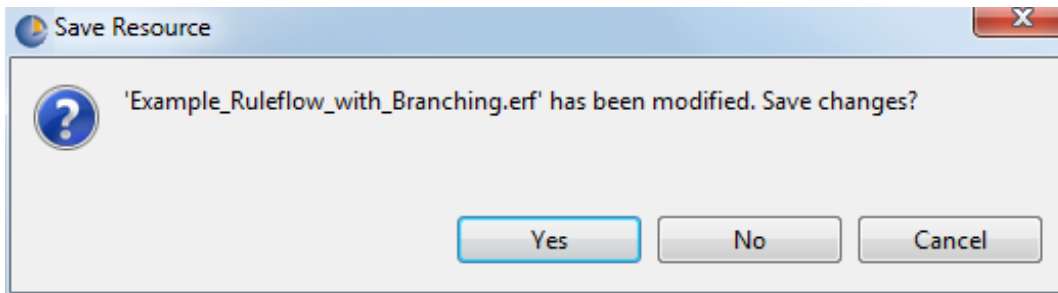 Save Resource
'Example_Ruleflow_with_Branching.erf' has been modified. Save changes?
Yes No Cancel